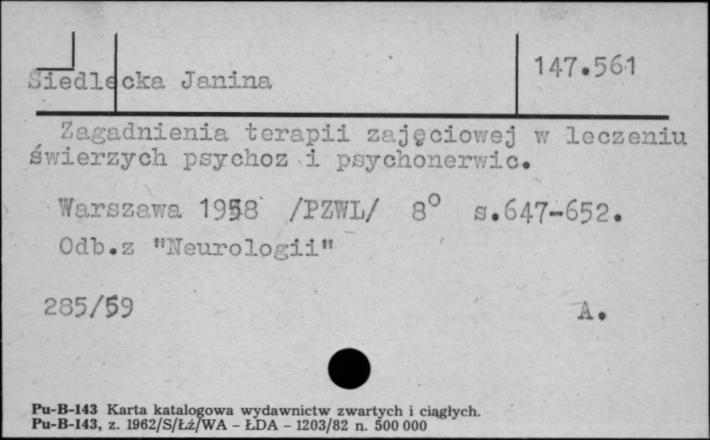 Siedlecka Janina
147.561
Zagadnienia terapii zajęciowej w leczeniu
świerzych psychoz i psychonerwic.
Warszawa 1958 /PZWL/ 8° s.647-652.
Odb.z "Neurologii"
285/59
A.
Pu-B-143 Karta katalogowa wydawnictw zwartych i ciągłych.
Pu-B-143, z. 1962/S/Łź/WA - ŁDA - 1203/82 n. 500 000